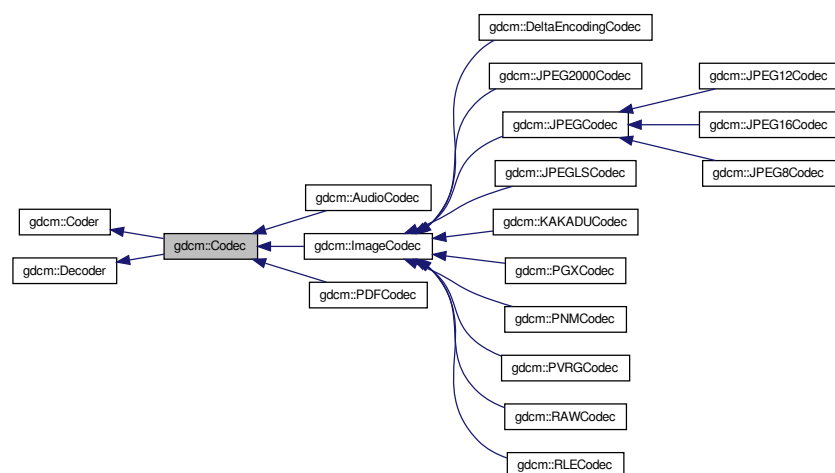 gdcm::DeltaEncodingCodec
gdcm::JPEG2000Codec
gdcm::JPEG12Codec
gdcm::JPEGCodec
gdcm::JPEG16Codec
gdcm::JPEGLSCodec
gdcm::JPEG8Codec
gdcm::AudioCodec
gdcm::Coder
gdcm::KAKADUCodec
gdcm::Codec
gdcm::ImageCodec
gdcm::Decoder
gdcm::PGXCodec
gdcm::PDFCodec
gdcm::PNMCodec
gdcm::PVRGCodec
gdcm::RAWCodec
gdcm::RLECodec